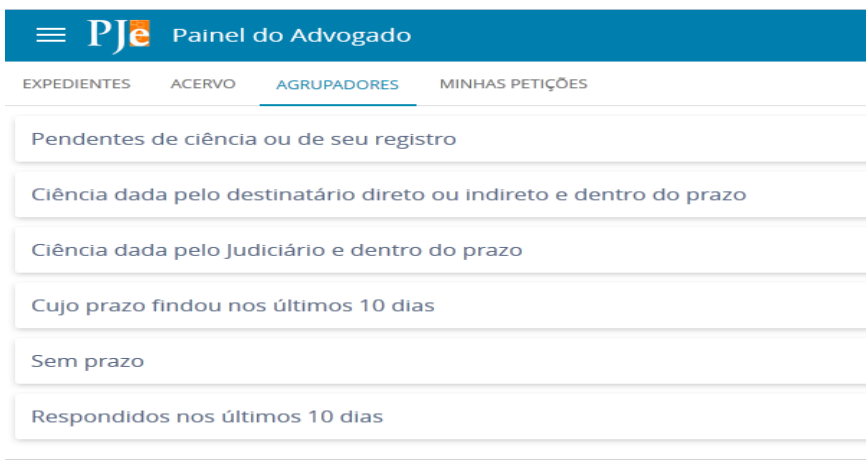 PJe Painel do Advogado
EXPEDIENTES ACERVO AGRUPADORES MINHAS PETIÇÕES
Pendentes de ciência ou de seu registro
Ciência dada pelo destinatário direto ou indireto e dentro do prazo
Ciência dada pelo Judiciário e dentro do prazo
Cujo prazo findou nos últimos 10 dias
Sem prazo
Respondidos nos últimos 10 dias